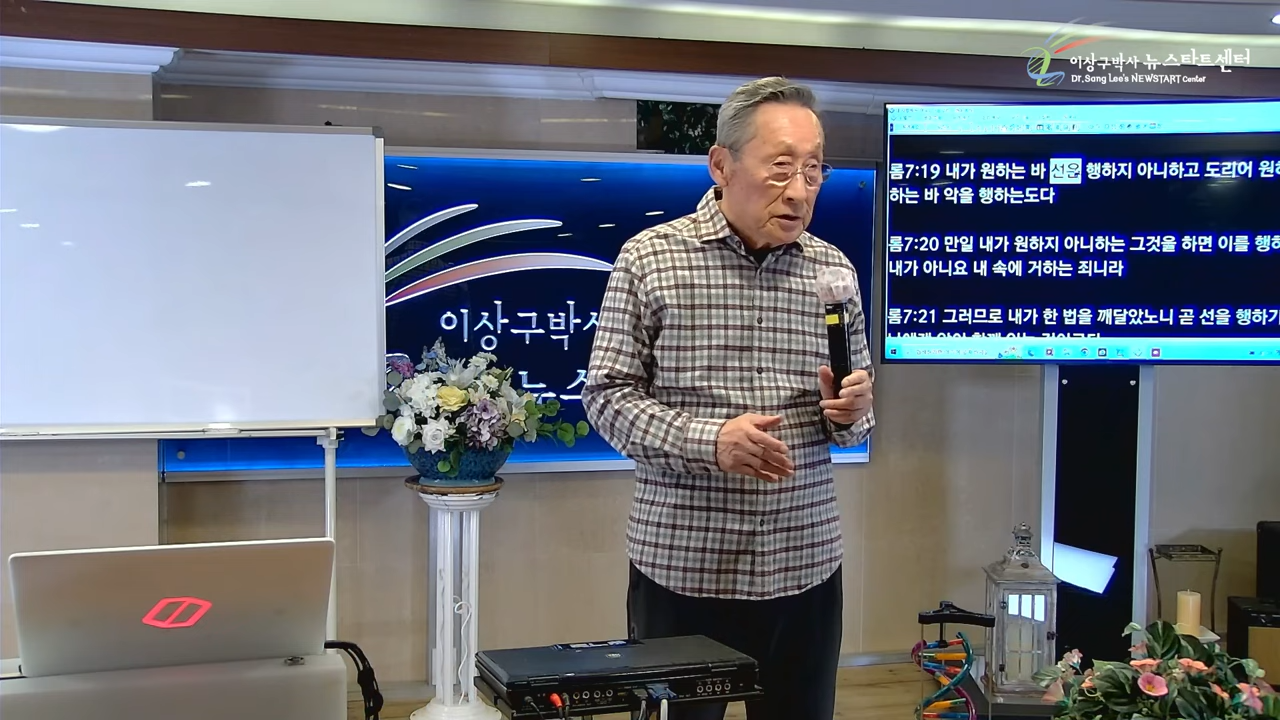 이상구박사 뉴스타트센터
Dr. Sang Lee's NEWSTART Center
롬7:19 내가 원하는 바 선운 행하지 아니하고 도리어 원하
하는 바 악을 행하는도다
롬7:20 만일 내가 원하지 아니하는 그것을 하면 이를 행하
내가 아니요 내 속에 거하는 죄니라
롬7:21 그러므로 내가 한 법을 깨달았노니 곧 선을 행하기
이상구박사
뉴스